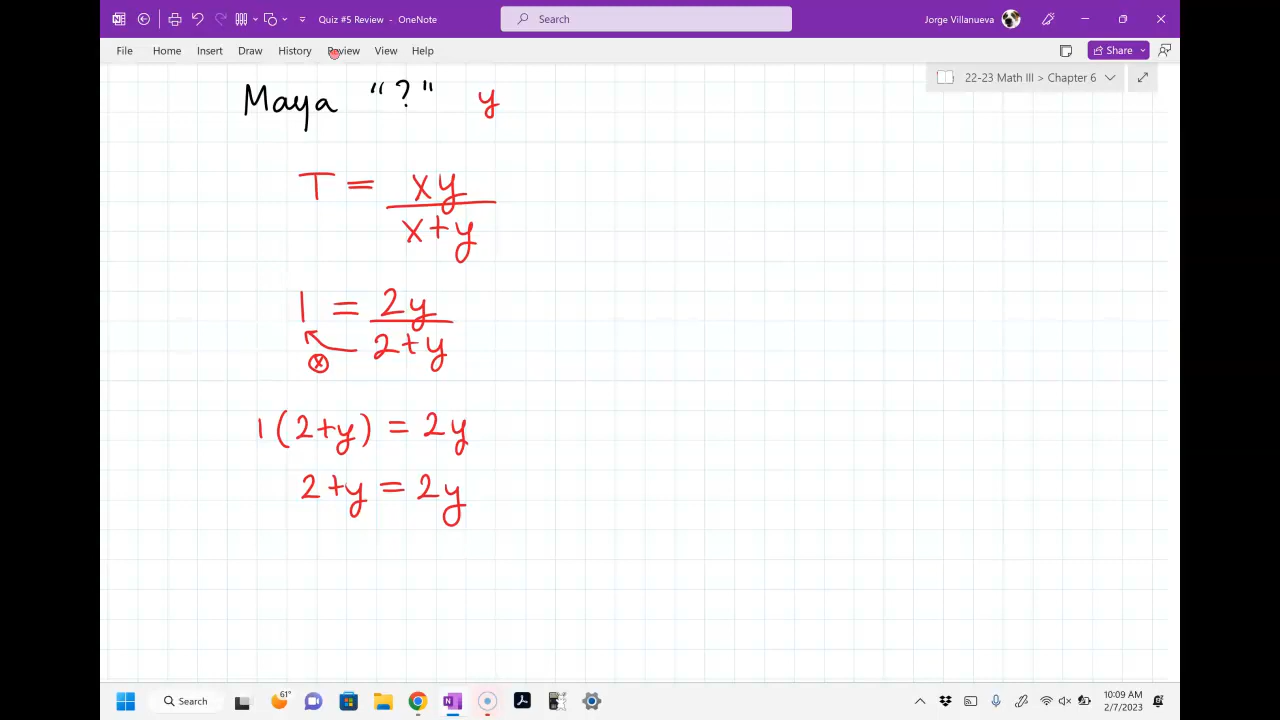 Quiz #5 Review - OneNote
Search
Jorge Villanueva
File Home Insert Draw History Review View Help
Share
22-23 Math III > Chapter 6
Maya "?" y
T = xy / x+y
1 = 2y / 2+y
x
1(2+y) = 2y
2+y = 2y
61°
Search
10:09 AM
2/7/2023